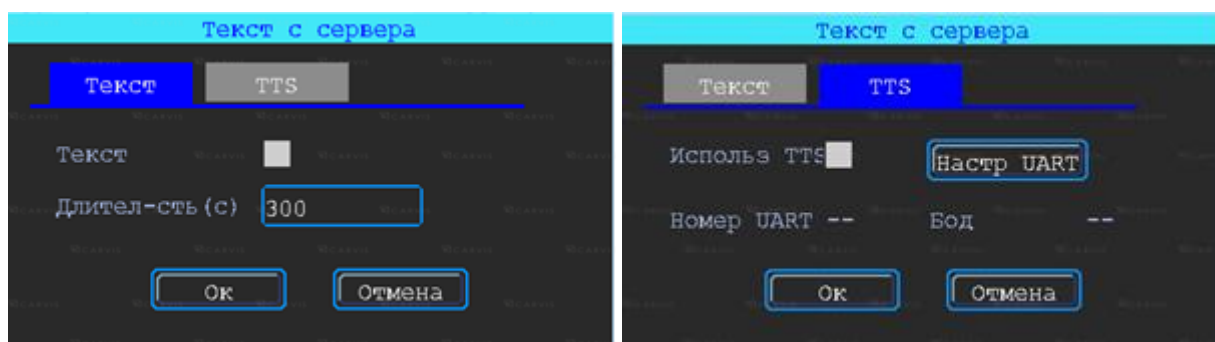 Текст с сервера
Текст TTS
Текст
Длител-сть(с) 300
Ок Отмена
Текст с сервера
Текст TTS
Использ TTS Настр UART
Номер UART -- Бод --
Ок Отмена